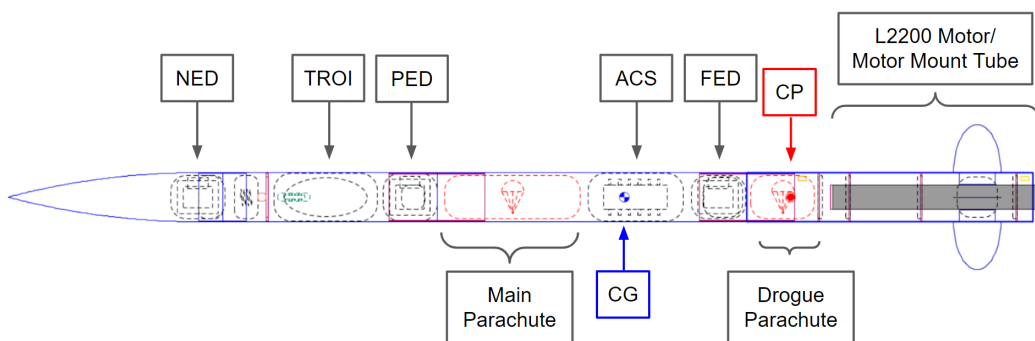 L2200 Motor/
Motor Mount Tube
NED
TROI
PED
ACS
FED
CP
Main
Parachute
CG
Drogue
Parachute